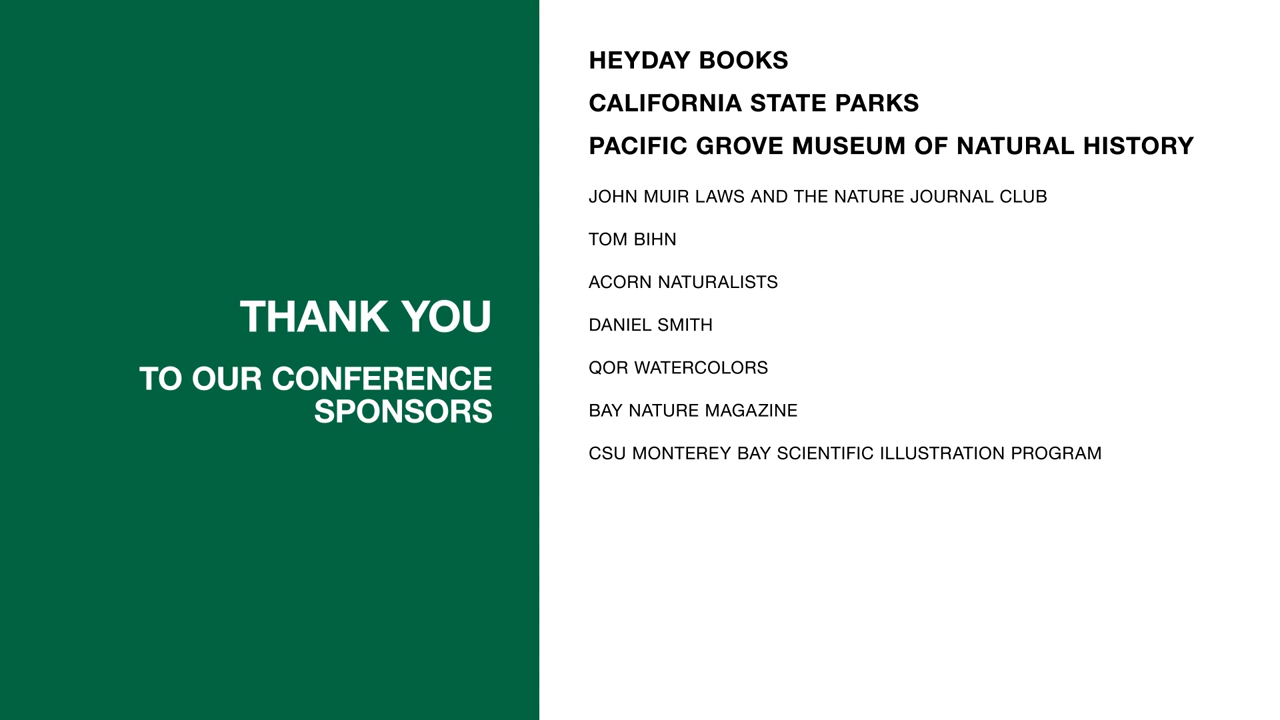 THANK YOU
TO OUR CONFERENCE
SPONSORS
HEYDAY BOOKS
CALIFORNIA STATE PARKS
PACIFIC GROVE MUSEUM OF NATURAL HISTORY
JOHN MUIR LAWS AND THE NATURE JOURNAL CLUB
TOM BIHN
ACORN NATURALISTS
DANIEL SMITH
QOR WATERCOLORS
BAY NATURE MAGAZINE
CSU MONTEREY BAY SCIENTIFIC ILLUSTRATION PROGRAM